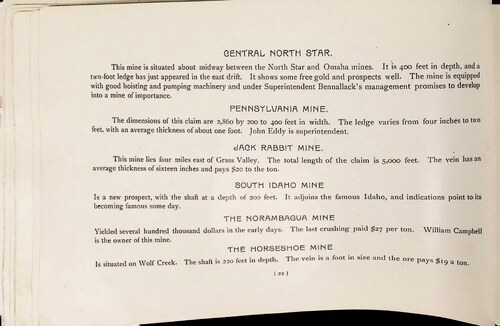 CENTRAL NORTH STAR.
This mine is situated about midway between the North Star and Omaha mines. It is 400 feet in depth, and a
two-foot ledge has just appeared in the east drift. It shows some free gold and prospects well. The mine is equipped
with good hoisting and pumping machinery and under Superintendent Bennallack's management promises to develop
into a mine of importance.
PENNSYLVANIA MINE.
The dimensions of this claim are 2,860 by 200 to 400 feet in width. The ledge varies from four inches to two
feet, with an average thickness of about one foot. John Eddy is superintendent.
JACK RABBIT MINE.
This mine lies four miles east of Grass Valley. The total length of the claim is 5,000 feet. The vein has an
average thickness of sixteen inches and pays $20 to the ton.
SOUTH IDAHO MINE
Is a new prospect, with the shaft at a depth of 200 feet. It adjoins the famous Idaho, and indications point to its
becoming famous some day.
THE NORAMBAGUA MINE
Yielded several hundred thousand dollars in the early days. The last crushing paid $27 per ton. William Campbell
is the owner of this mine.
THE HORSESHOE MINE
Is situated on Wolf Creek. The shaft is 220 feet in depth. The vein is a foot in size and the ore pays $19 a ton.
(22)